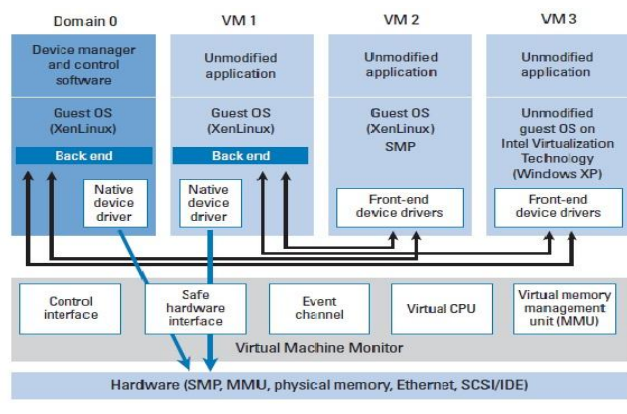 Domain 0
Device manager
and control
software
Guest OS
(XenLinux)
Back end
Native
device
driver
VM 1
Unmodified
application
Guest OS
(XenLinux)
Back end
Native
device
driver
VM 2
Unmodified
application
Guest OS
(XenLinux)
SMP
Front-end
device drivers
VM 3
Unmodified
application
Unmodified
guest OS on
Intel Virtualization
Technology
(Windows XP)
Front-end
device drivers
Control
interface
Safe
hardware
interface
Event
channel
Virtual CPU
Virtual memory
management
unit (MMU)
Virtual Machine Monitor
Hardware (SMP, MMU, physical memory, Ethernet, SCSI/IDE)